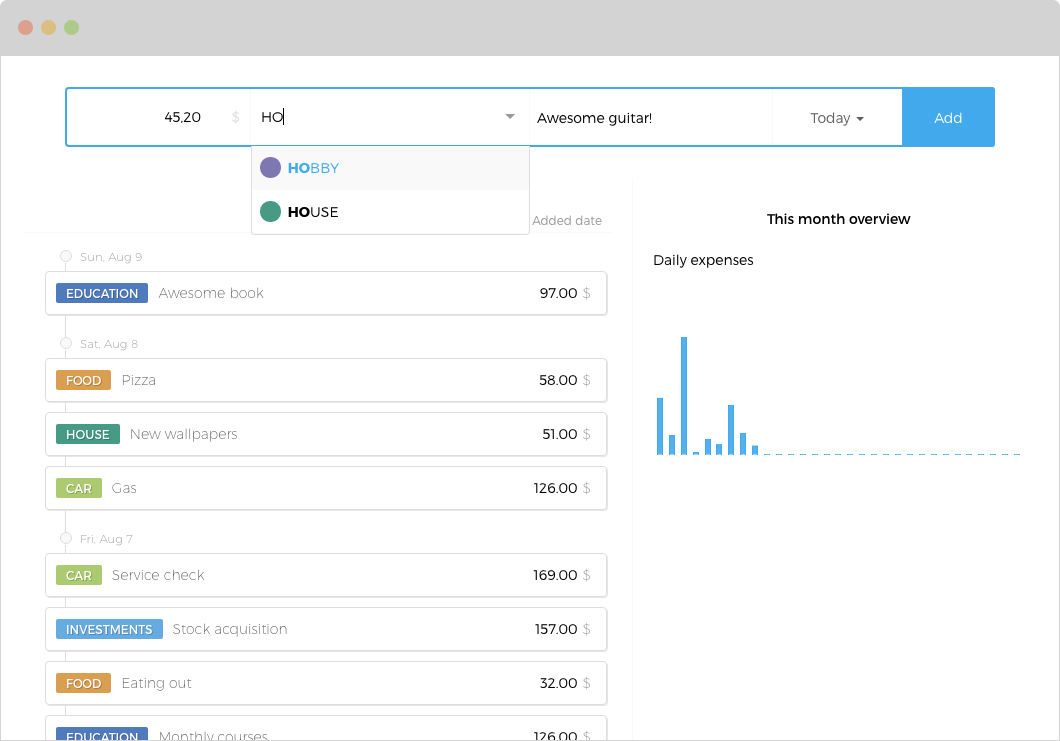 45,20 $ HO Awesome guitar! Today Add
HOBBY
HOUSE
Added date
Sun, Aug 9
EDUCATION Awesome book 97.00 $
Sat, Aug 8
FOOD Pizza 58.00 $
HOUSE New wallpapers 51.00 $
CAR Gas 126.00 $
Fri, Aug 7
CAR Service check 169.00 $
INVESTMENTS Stock acquisition 157.00 $
FOOD Eating out 32.00 $
EDUCATION Monthly courses 126.00 $
This month overview
Daily expenses